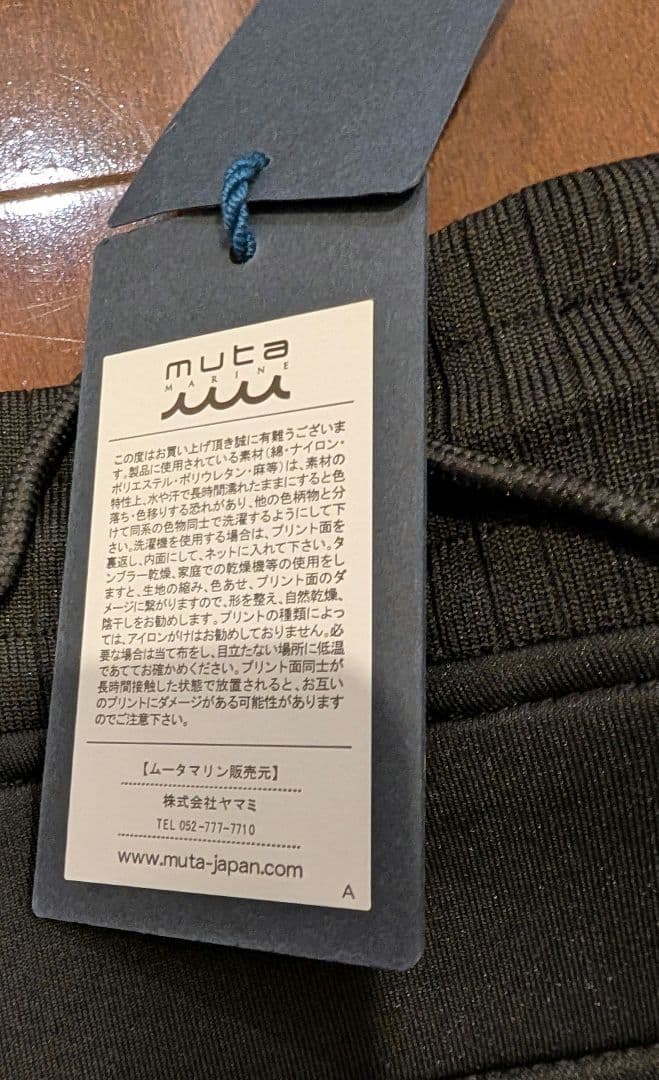 muta
MARINE
この度はお買い上げ頂き誠に有難うございま
す。製品に使用されている素材(綿・ナイロン・
ポリエステル・ポリウレタン・麻等)は、素材の
特性上、水や汗で長時間濡れたままにすると色
落ち・色移りする恐れがあり、他の色柄物と分
けて同系の色物同士で洗濯するようにして下
さい。洗濯機を使用する場合は、プリント面を
裏返し、内面にして、ネットに入れて下さい。タ
ンブラー乾燥、家庭での乾燥機等の使用をし
ますと、生地の縮み、色あせ、プリント面のダ
メージに繋がりますので、形を整え、自然乾燥、
陰干しをお勧めします。プリントの種類によっ
ては、アイロンがけはお勧めしておりません。必
要な場合は当て布をし、目立たない場所に低温
であててお確かめください。プリント面同士が
長時間接触した状態で放置されると、お互い
のプリントにダメージがある可能性があります
のでご注意下さい。
【ムータマリン販売元】
株式会社ヤマミ
TEL 052-777-7710
www.muta-japan.com
A